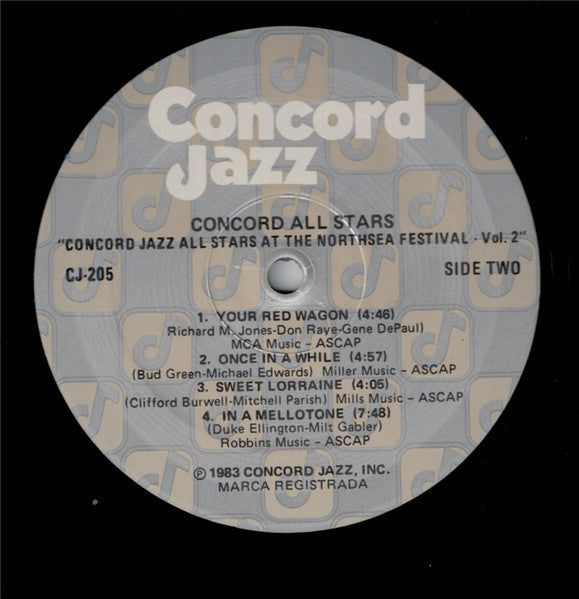 Concord
Jazz
CONCORD ALL STARS
"CONCORD JAZZ ALL STARS AT THE NORTHSEA FESTIVAL - Vol. 2"
CJ-205 SIDE TWO
1. YOUR RED WAGON (4:46)
Richard M. Jones-Don Raye-Gene DePaul)
MCA Music – ASCAP
2. ONCE IN A WHILE (4:57)
(Bud Green-Michael Edwards) Miller Music – ASCAP
3. SWEET LORRAINE (4:05)
(Clifford Burwell-Mitchell Parish) Mills Music – ASCAP
4. IN A MELLOTONE (7:48)
(Duke Ellington-Milt Gabler)
Robbins Music – ASCAP
℗ 1983 CONCORD JAZZ, INC.
MARCA REGISTRADA